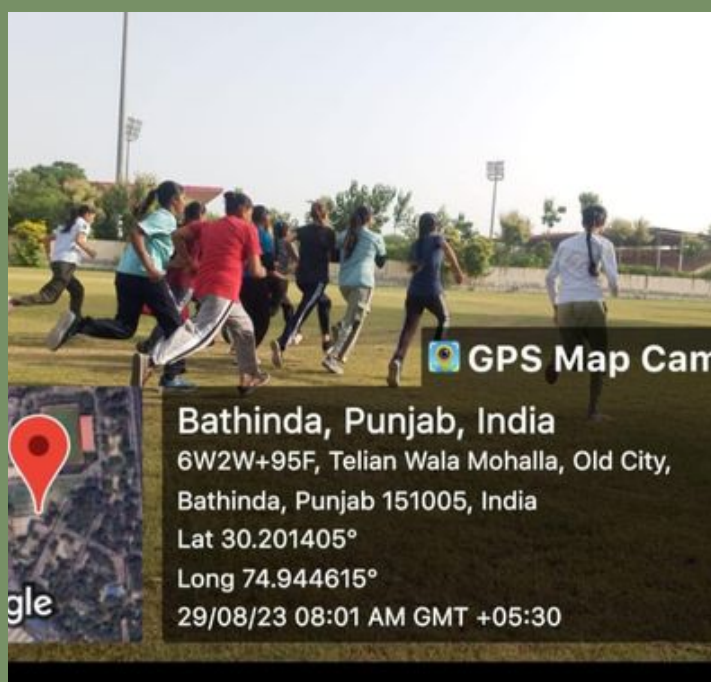 GPS Map Cam
Bathinda, Punjab, India
6W2W+95F, Telian Wala Mohalla, Old City,
Bathinda, Punjab 151005, India
Lat 30.201405°
Long 74.944615°
29/08/23 08:01 AM GMT +05:30
gle